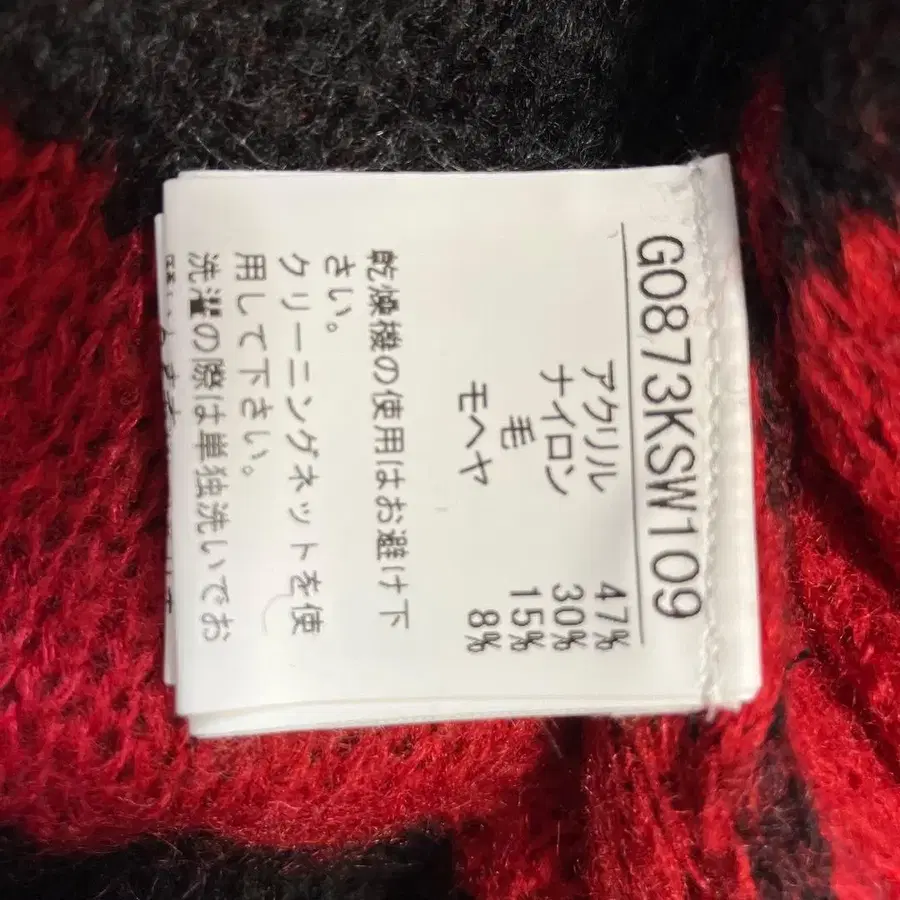 G0873KSW109
アクリル 47%
ナイロン 30%
毛 15%
モヘヤ 8%
乾燥機の使用はお避け下
さい。
クリーニングネットを使
用して下さい。
洗濯の際は単独洗いでお